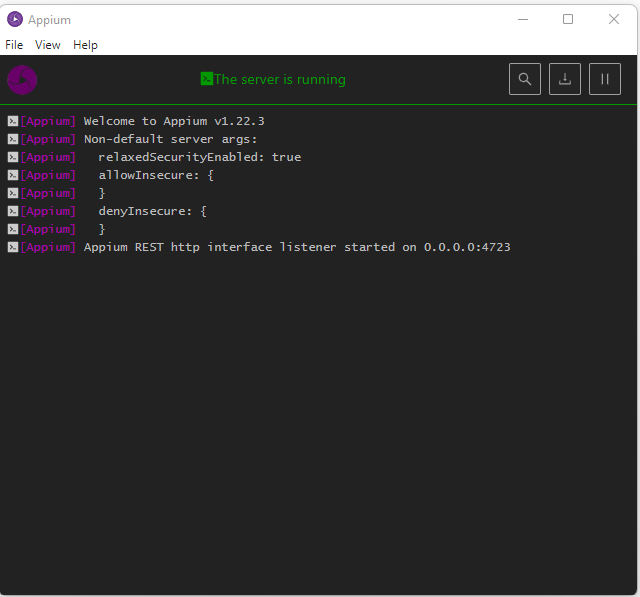 Appium
File View Help
The server is running
[Appium] Welcome to Appium v1.22.3
[Appium] Non-default server args:
[Appium]   relaxedSecurityEnabled: true
[Appium]   allowInsecure: {
[Appium]   }
[Appium]   denyInsecure: {
[Appium]   }
[Appium] Appium REST http interface listener started on 0.0.0.0:4723